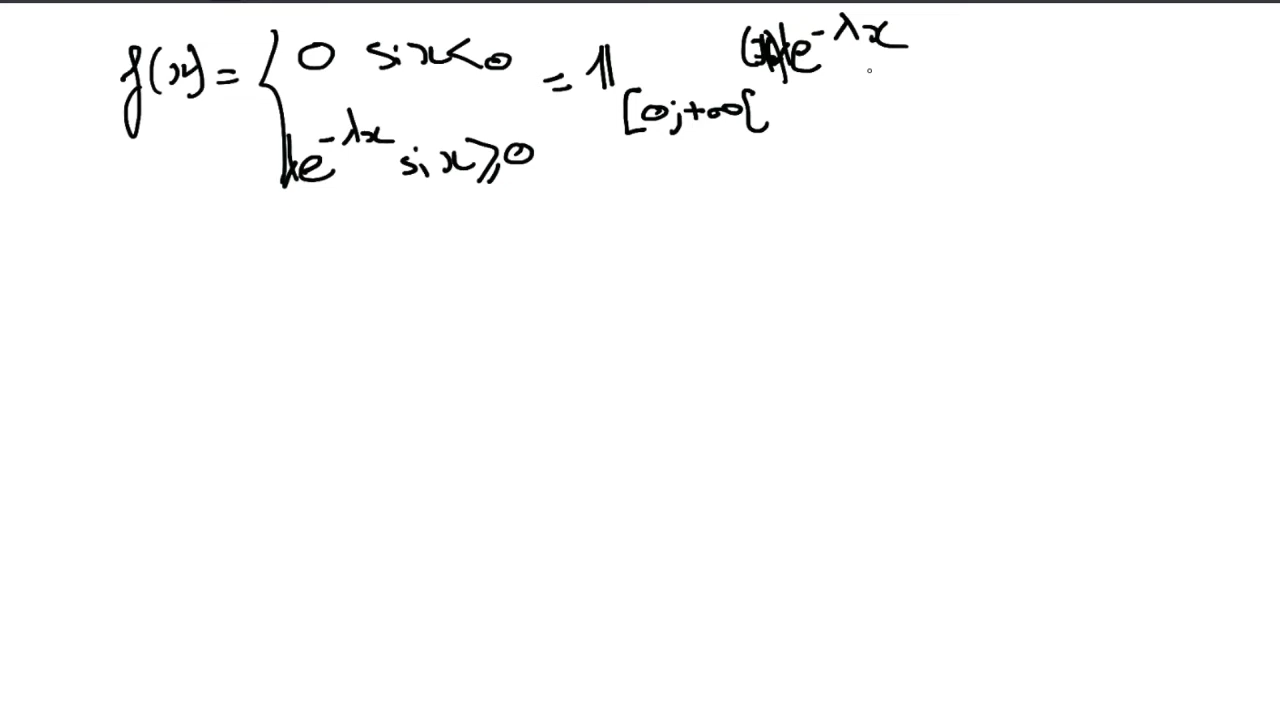 f(x) = { 0 si x < 0 = 𝟙[0;+∞[ (x) λe^{-λx}
λe^{-λx} si x ⩾ 0